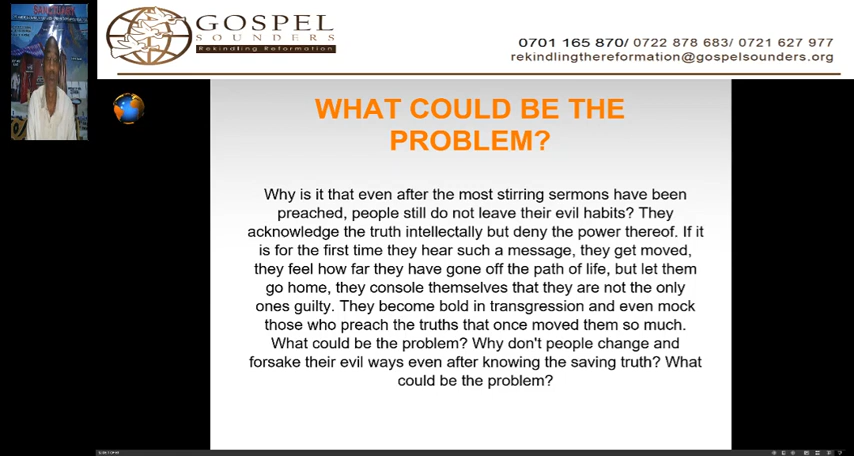 GOSPEL
SOUNDERS
Rekindling Reformation
0701 165 870/ 0722 878 683/ 0721 627 977
rekindlingthereformation@gospelsounders.org
WHAT COULD BE THE
PROBLEM?
Why is it that even after the most stirring sermons have been
preached, people still do not leave their evil habits? They
acknowledge the truth intellectally but deny the power thereof. If it
is for the first time they hear such a message, they get moved,
they feel how far they have gone off the path of life, but let them
go home, they console themselves that they are not the only
ones guilty. They become bold in transgression and even mock
those who preach the truths that once moved them so much.
What could be the problem? Why don't people change and
forsake their evil ways even after knowing the saving truth? What
could be the problem?